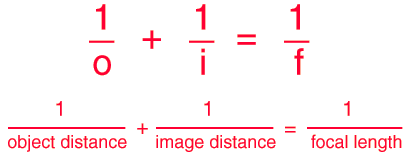 1/o + 1/i = 1/f
1/object distance + 1/image distance = 1/focal length